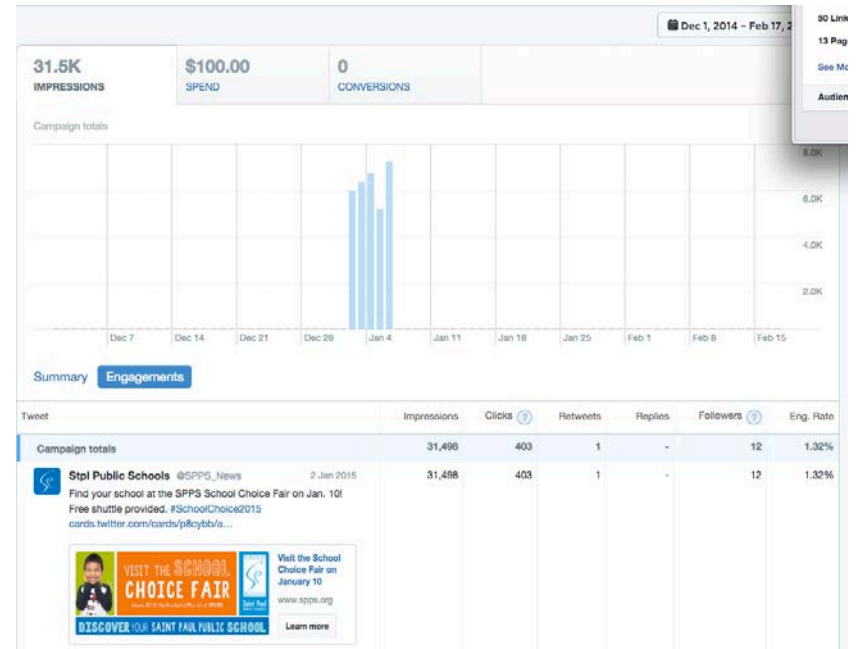 Dec 1, 2014 – Feb 17, 2
50 Link
13 Pag
See Mo
Audien
31.5K
IMPRESSIONS
$100.00
SPEND
0
CONVERSIONS
Campaign totals
8.0K
6.0K
4.0K
2.0K
Dec 7 Dec 14 Dec 21 Dec 28 Jan 4 Jan 11 Jan 18 Jan 25 Feb 1 Feb 8 Feb 15
Summary Engagements
Tweet Impressions Clicks ? Retweets Replies Followers ? Eng. Rate
Campaign totals 31,498 403 1 - 12 1.32%
Stpl Public Schools @SPPS_News 2 Jan 2015 31,498 403 1 - 12 1.32%
Find your school at the SPPS School Choice Fair on Jan. 10!
Free shuttle provided. #SchoolChoice2015
cards.twitter.com/cards/p8cybb/a...
VISIT THE SCHOOL
CHOICE FAIR
Saint Paul
DISCOVER YOUR SAINT PAUL PUBLIC SCHOOL
Visit the School
Choice Fair on
January 10
www.spps.org
Learn more